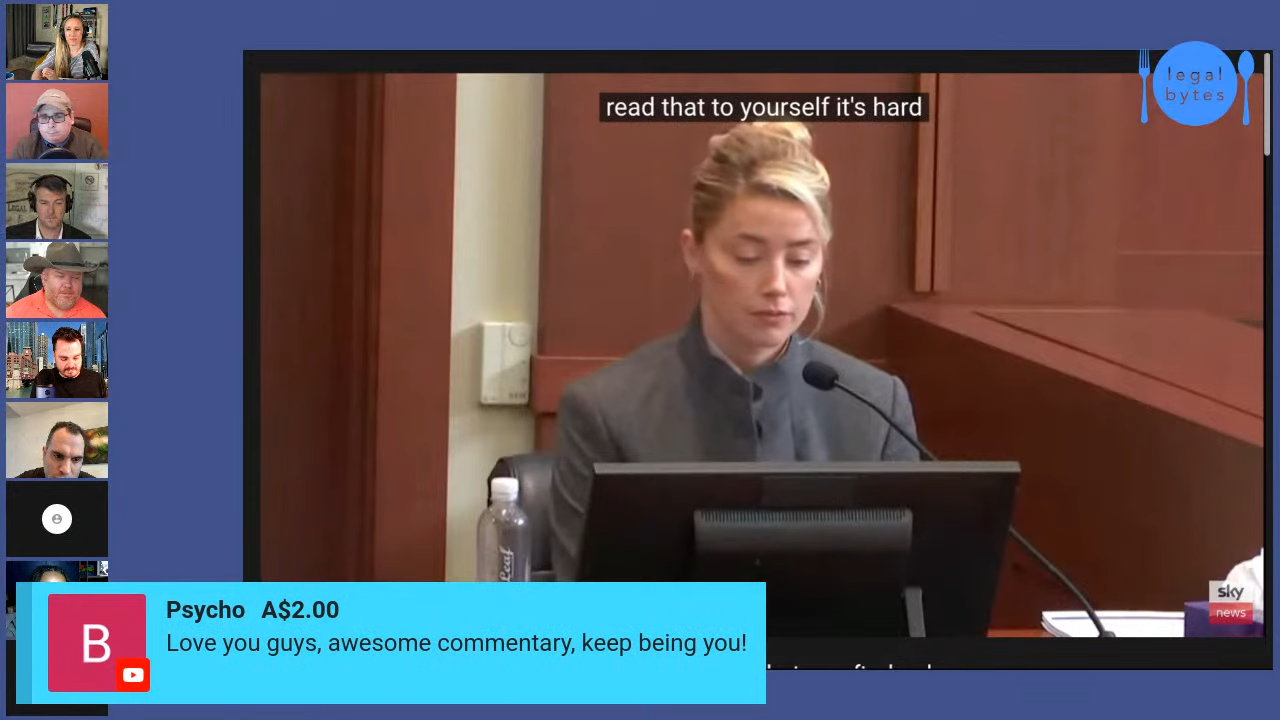 read that to yourself it's hard
legal
bytes
Leaf
sky
news
B
Psycho A$2.00
Love you guys, awesome commentary, keep being you!